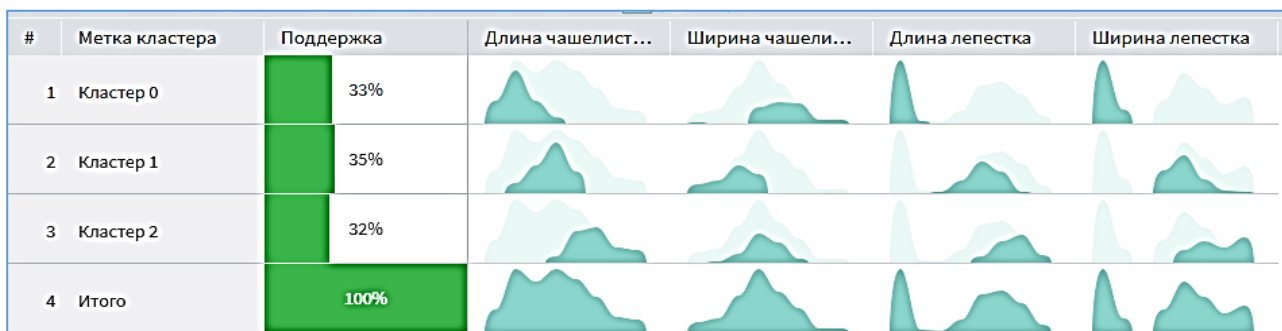 # Метка кластера Поддержка Длина чашелист... Ширина чашели... Длина лепестка Ширина лепестка
1 Кластер 0 33%
2 Кластер 1 35%
3 Кластер 2 32%
4 Итого 100%